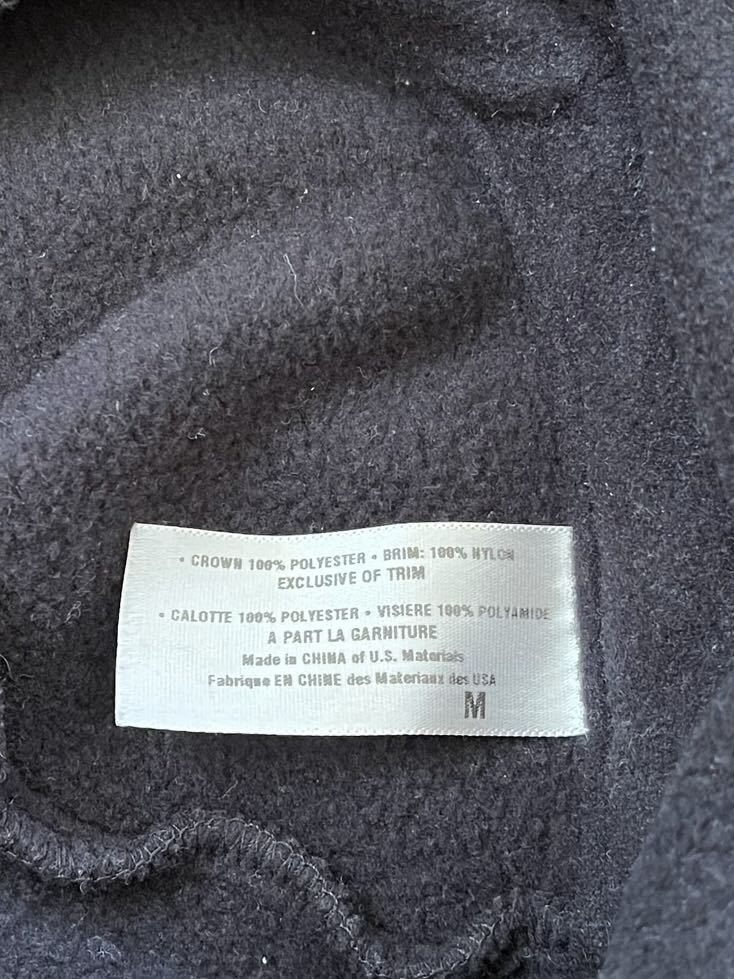 • CROWN 100% POLYESTER • BRIM: 100% NYLON
EXCLUSIVE OF TRIM
• CALOTTE 100% POLYESTER • VISIERE 100% POLYAMIDE
A PART LA GARNITURE
Made in CHINA of U.S. Materials
Fabrique EN CHINE des Materiaux des USA
M